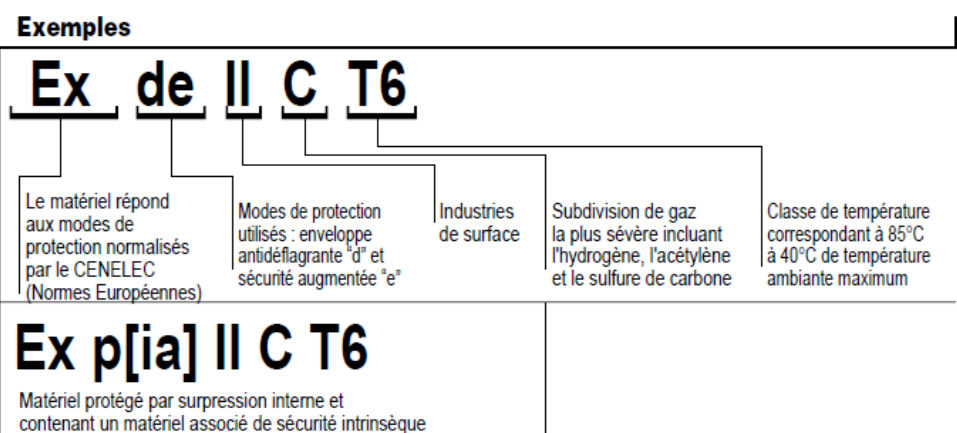 Exemples
Ex de II C T6
Le matériel répond
aux modes de
protection normalisés
par le CENELEC
(Normes Européennes)
Modes de protection
utilisés : enveloppe
antidéflagrante "d" et
sécurité augmentée "e"
Industries
de surface
Subdivision de gaz
la plus sévère incluant
l'hydrogène, l'acétylène
et le sulfure de carbone
Classe de température
correspondant à 85°C
à 40°C de température
ambiante maximum
Ex p[ia] II C T6
Matériel protégé par surpression interne et
contenant un matériel associé de sécurité intrinsèque